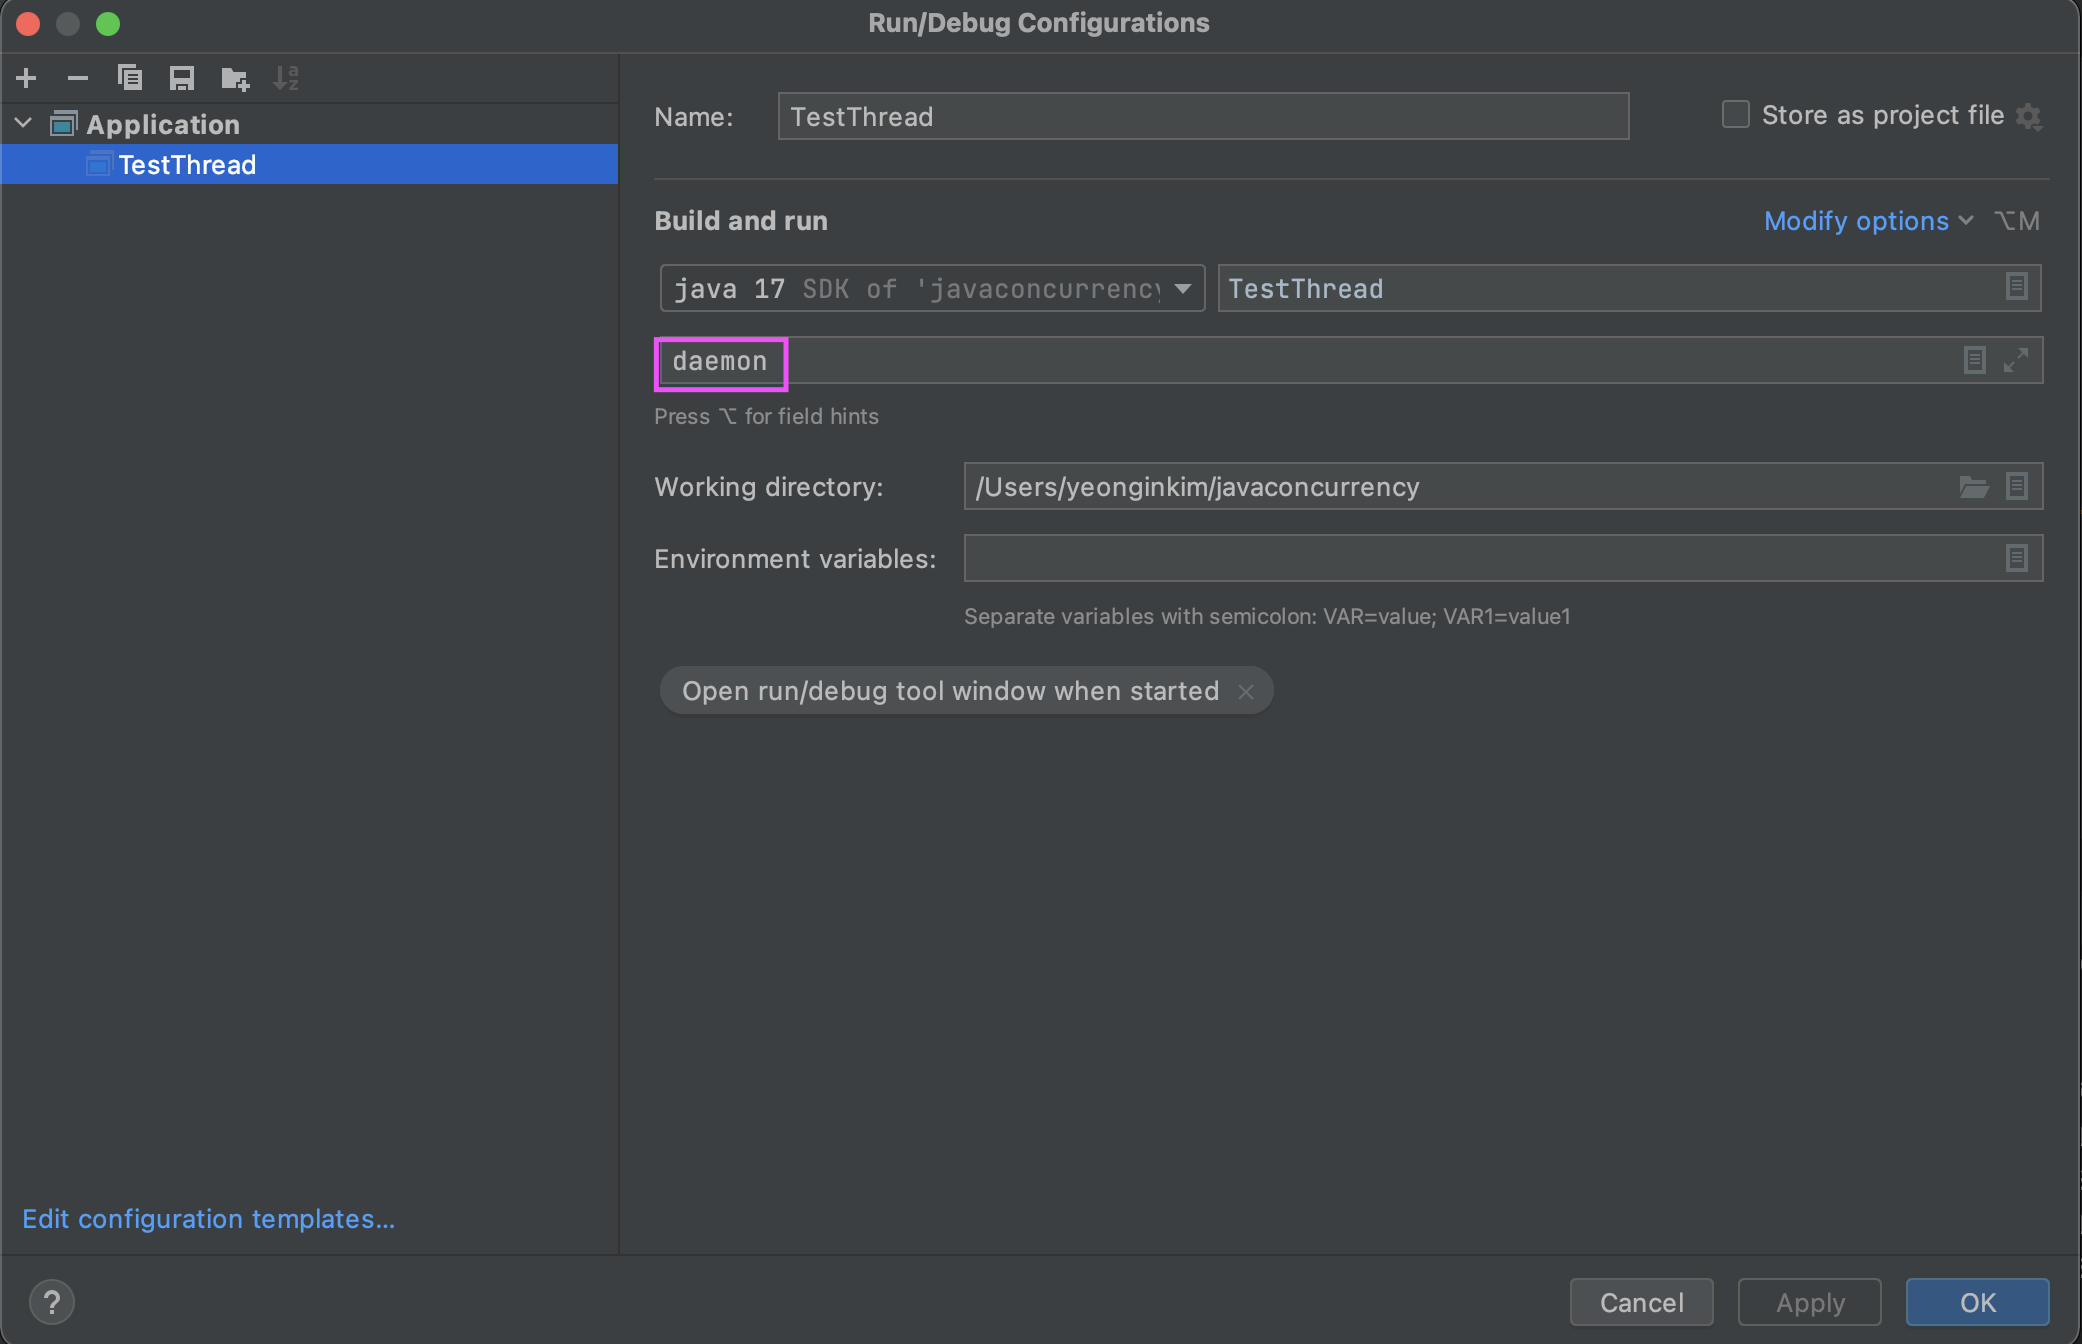 Run/Debug Configurations
Application
TestThread
Name: TestThread
Store as project file
Build and run
Modify options ⌥M
java 17 SDK of 'javaconcurrency
TestThread
daemon
Press ⌥ for field hints
Working directory: /Users/yeonginkim/javaconcurrency
Environment variables:
Separate variables with semicolon: VAR=value; VAR1=value1
Open run/debug tool window when started
Edit configuration templates...
?
Cancel Apply OK